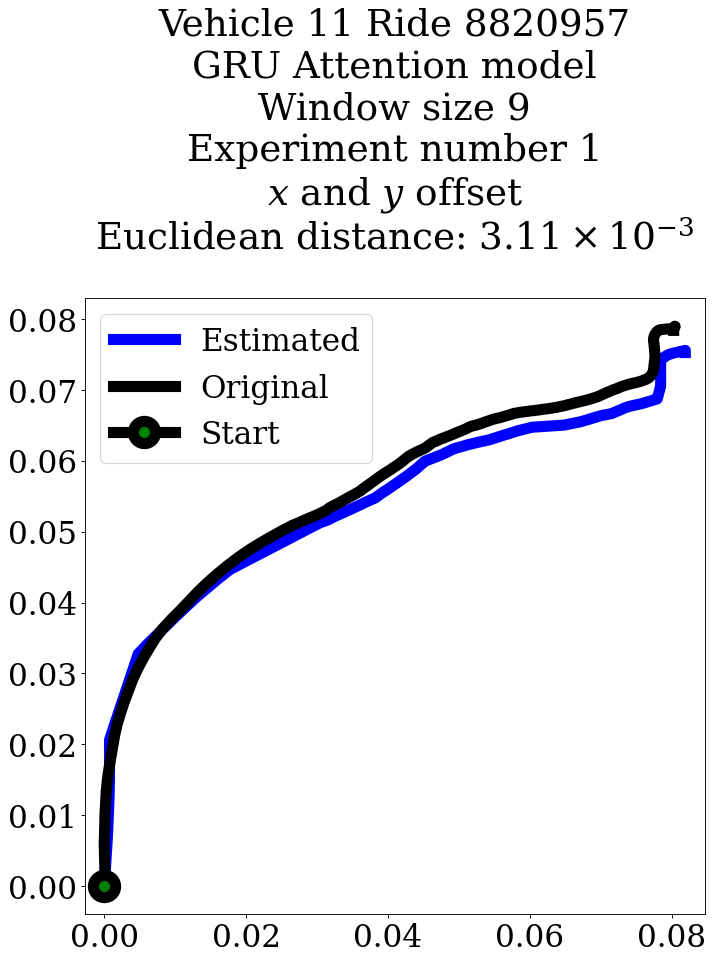 Vehicle 11 Ride 8820957
GRU Attention model
Window size 9
Experiment number 1
x and y offset
Euclidean distance: 3.11 × 10⁻³
Estimated
Original
Start
0.08
0.07
0.06
0.05
0.04
0.03
0.02
0.01
0.00
0.00 0.02 0.04 0.06 0.08